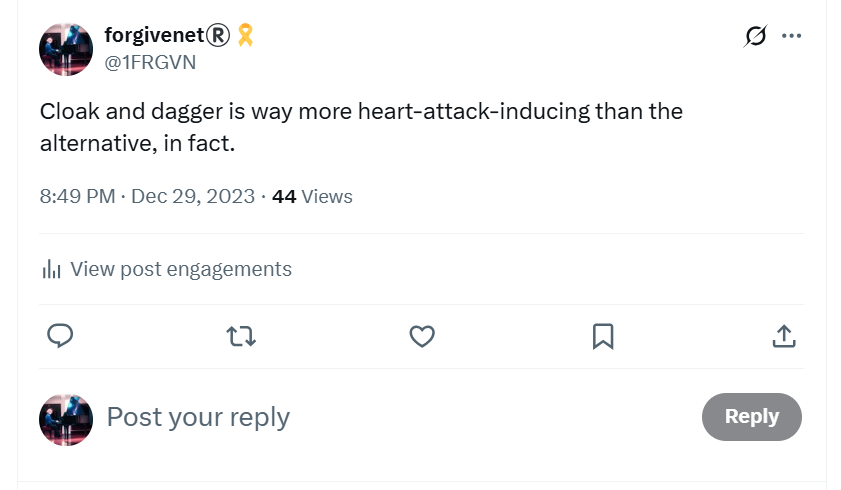 forgivenet®🎗️
@1FRGVN
Cloak and dagger is way more heart-attack-inducing than the
alternative, in fact.
8:49 PM · Dec 29, 2023 · 44 Views
View post engagements
Post your reply
Reply